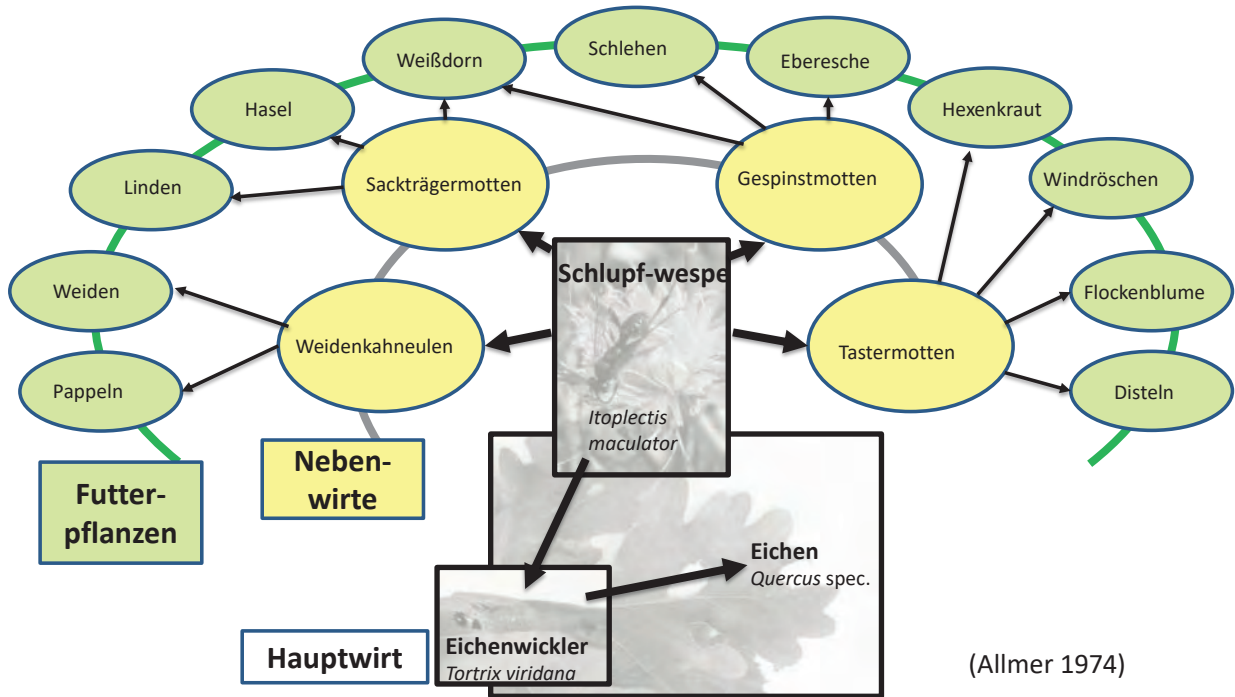 Schlehen
Weißdorn
Eberesche
Hasel
Hexenkraut
Linden
Sackträgermotten
Gespinstmotten
Windröschen
Schlupf-wespe
Weiden
Flockenblume
Weidenkahneulen
Tastermotten
Pappeln
Disteln
Itoplectis
maculator
Neben-
wirte
Futter-
pflanzen
Eichen
Quercus spec.
Hauptwirt
Eichenwickler
Tortrix viridana
(Allmer 1974)